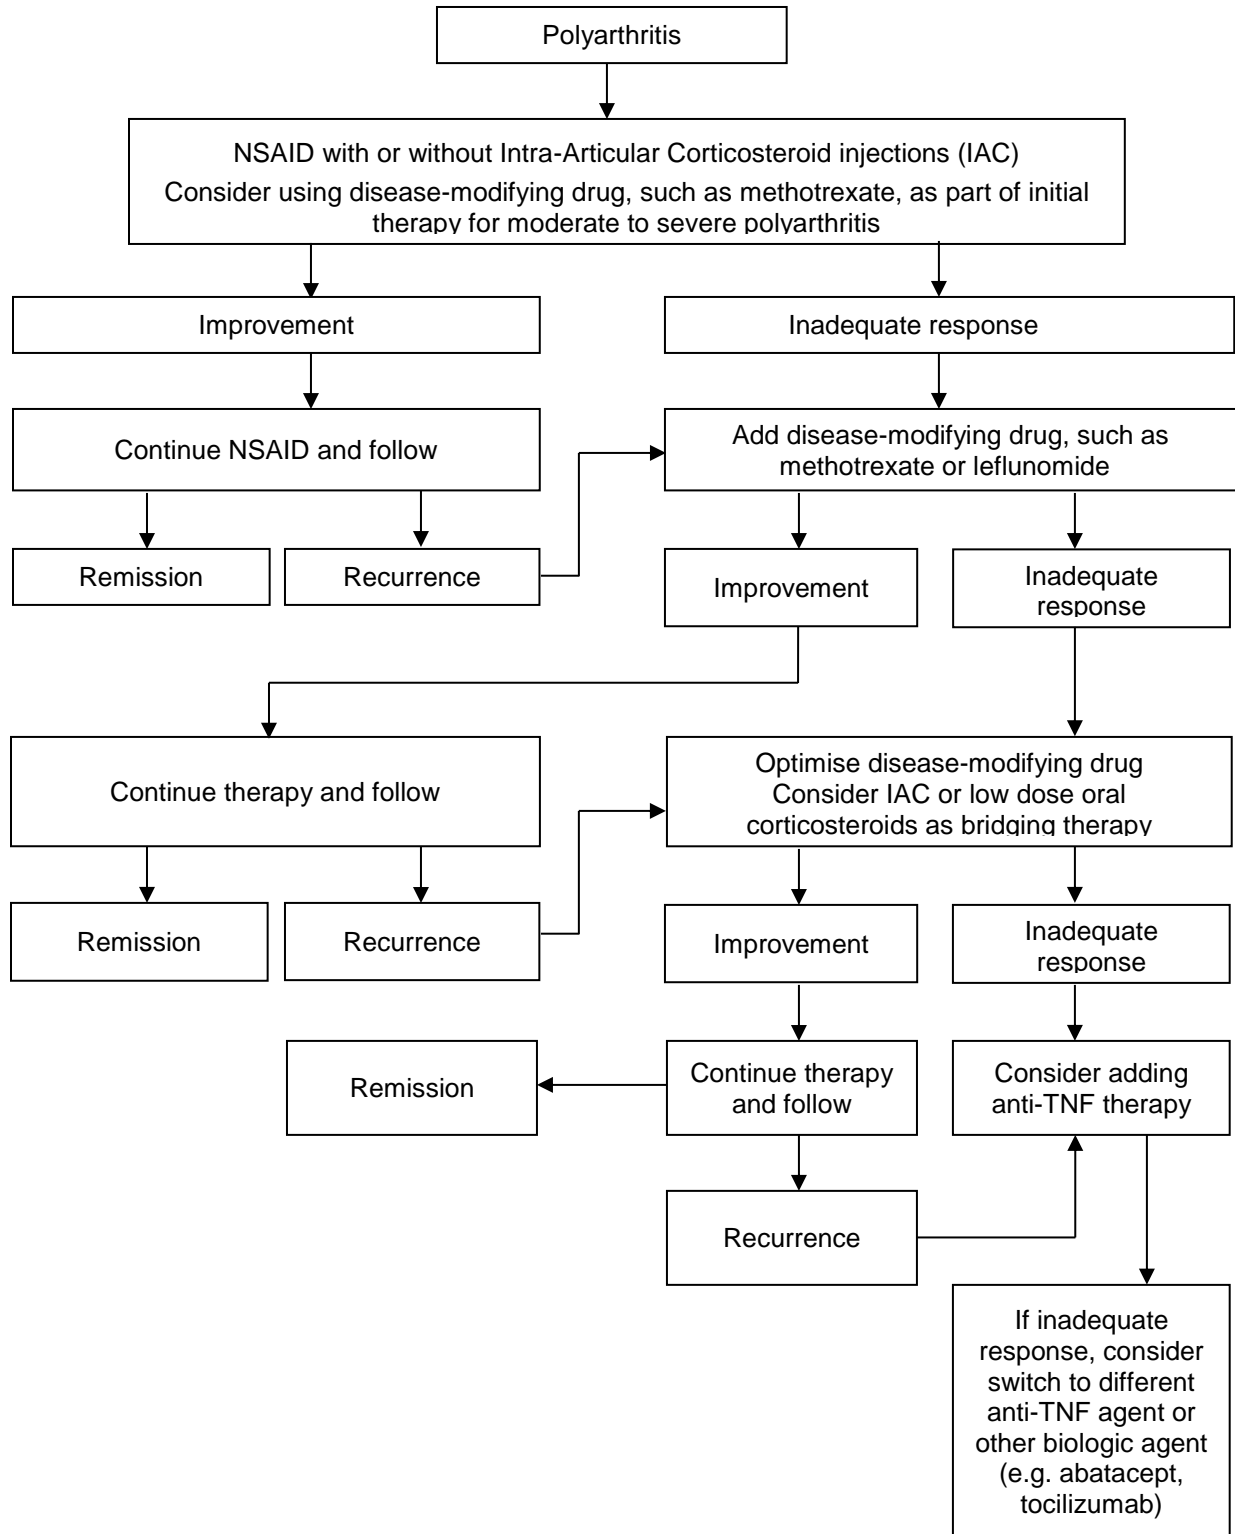 Polyarthritis
NSAID with or without Intra-Articular Corticosteroid injections (IAC)
Consider using disease-modifying drug, such as methotrexate, as part of initial
therapy for moderate to severe polyarthritis
Improvement
Inadequate response
Continue NSAID and follow
Add disease-modifying drug, such as
methotrexate or leflunomide
Remission
Recurrence
Improvement
Inadequate
response
Continue therapy and follow
Optimise disease-modifying drug
Consider IAC or low dose oral
corticosteroids as bridging therapy
Remission
Recurrence
Improvement
Inadequate
response
Remission
Continue therapy
and follow
Consider adding
anti-TNF therapy
Recurrence
If inadequate
response, consider
switch to different
anti-TNF agent or
other biologic agent
(e.g. abatacept,
tocilizumab)